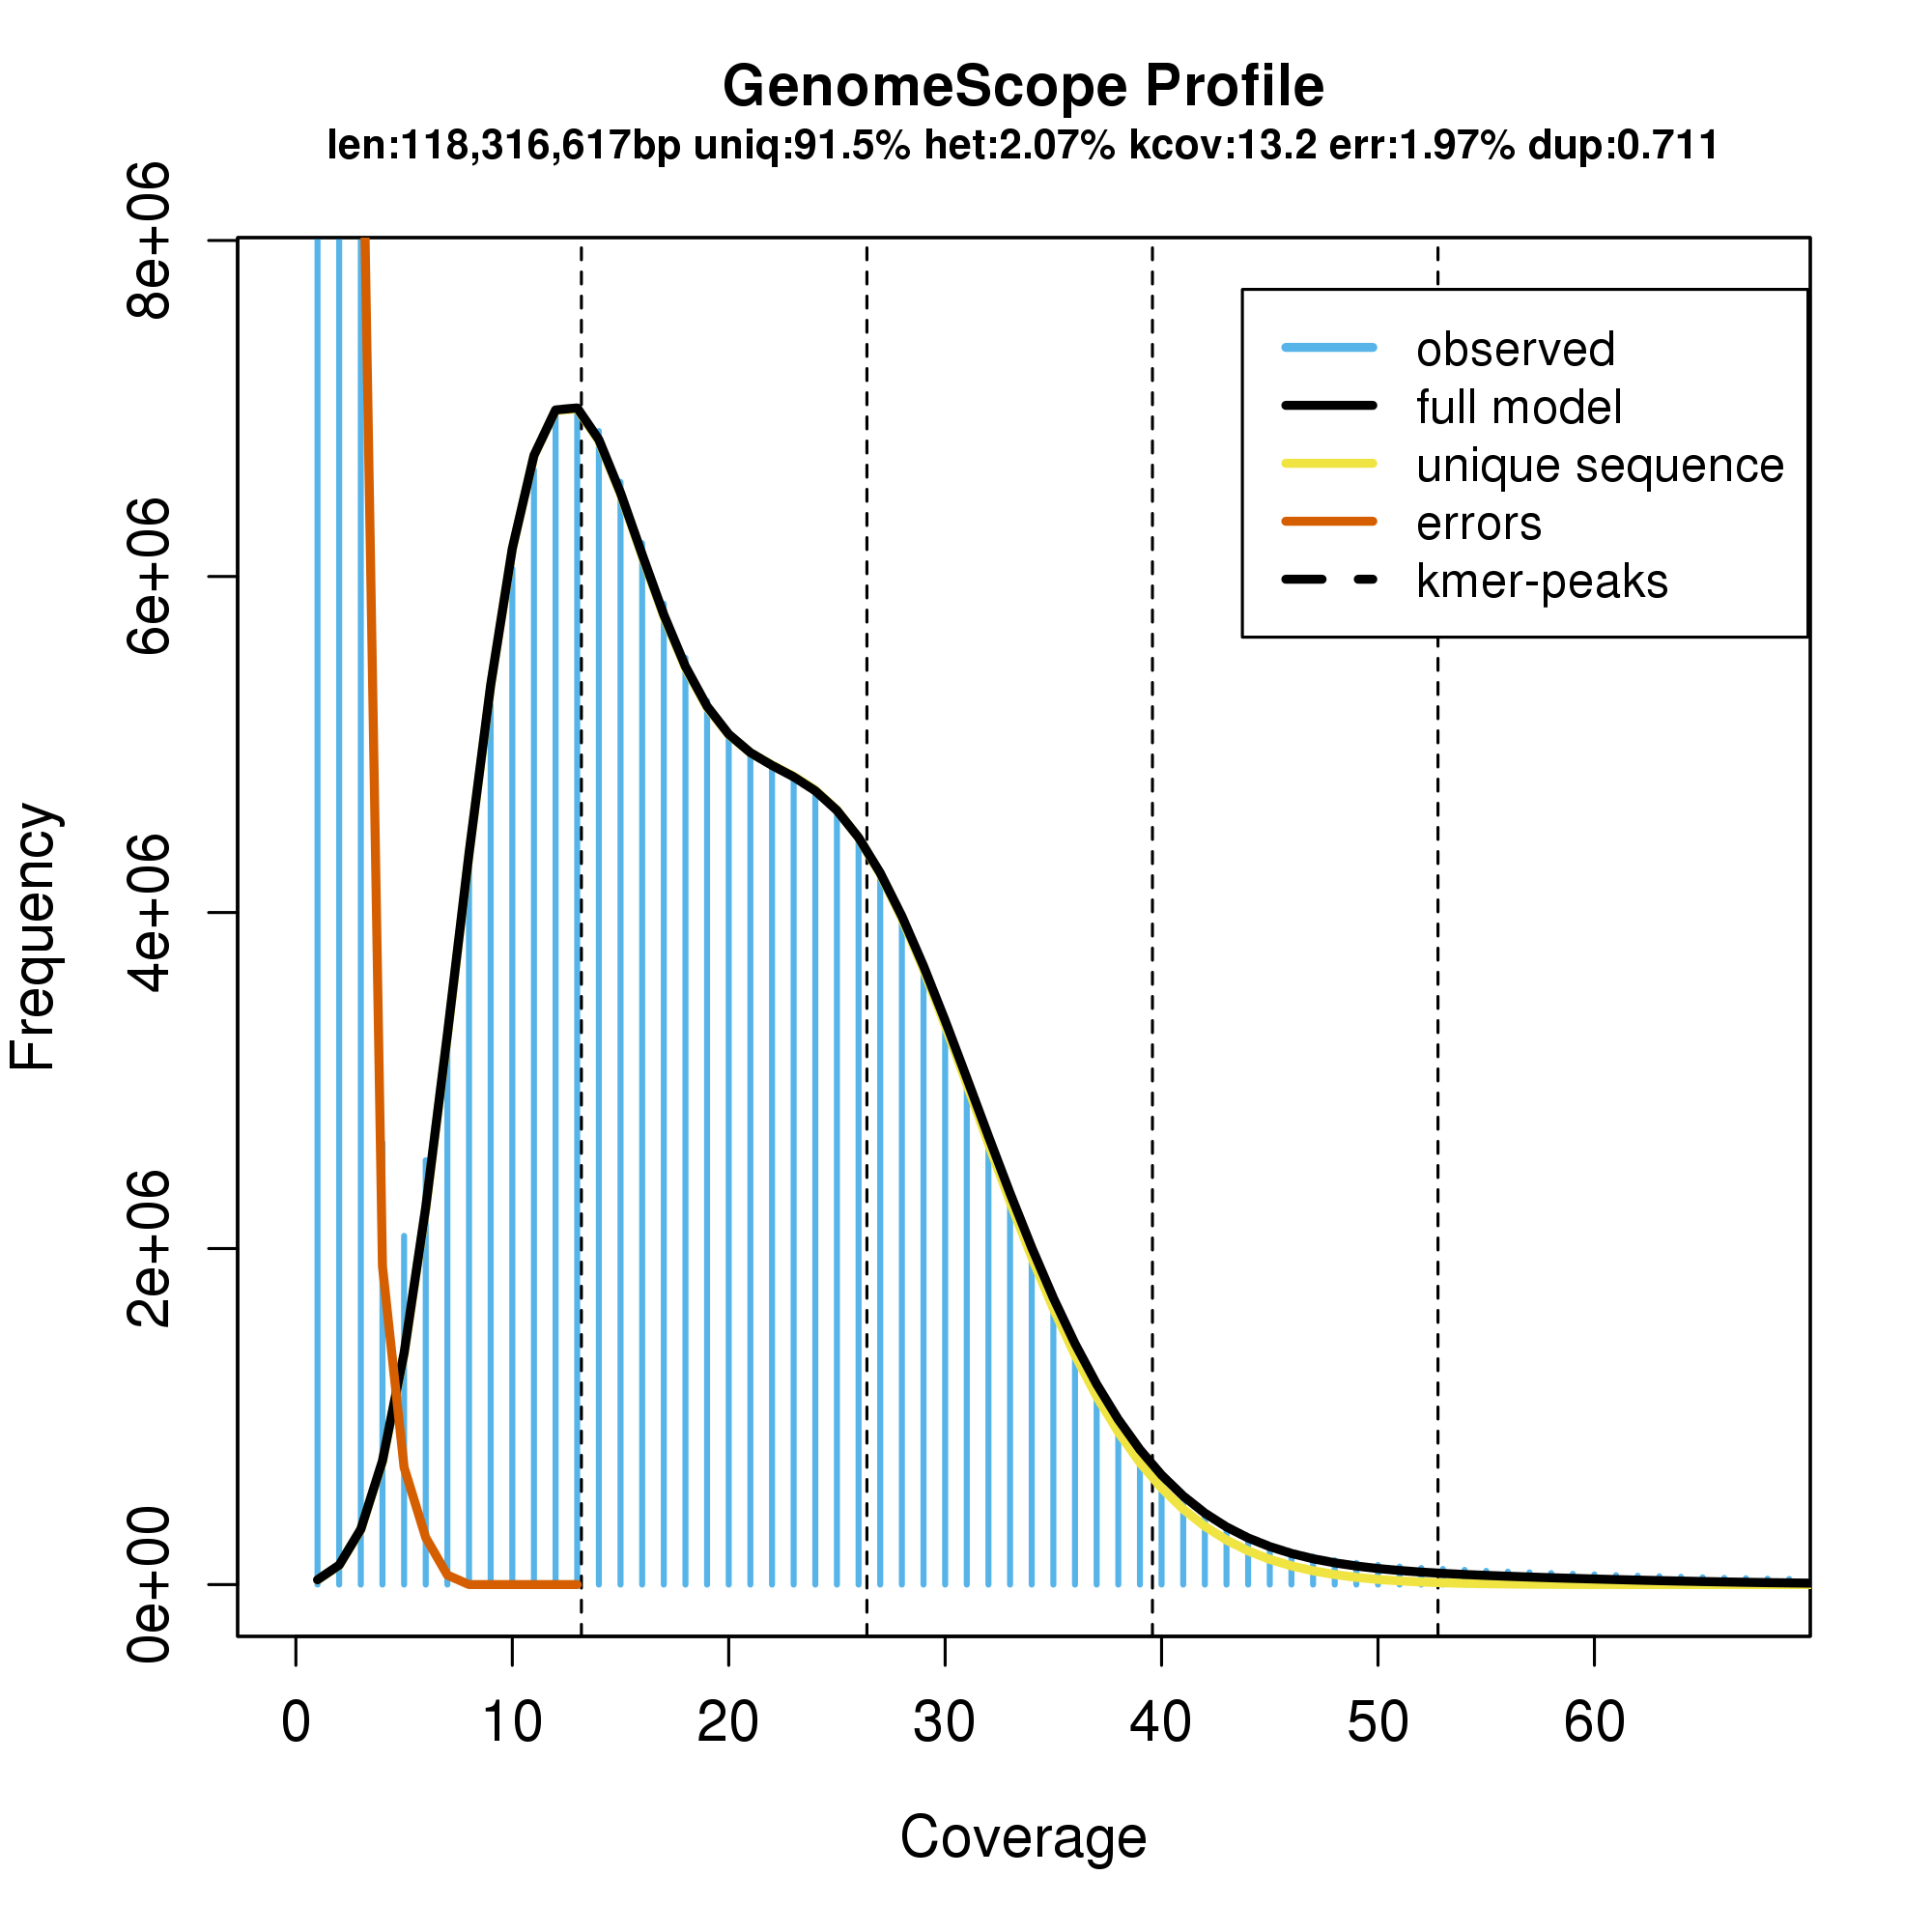 GenomeScope Profile
len:118,316,617bp uniq:91.5% het:2.07% kcov:13.2 err:1.97% dup:0.711
observed
full model
unique sequence
errors
kmer-peaks
Frequency
8e+06
6e+06
4e+06
2e+06
0e+00
0 10 20 30 40 50 60
Coverage